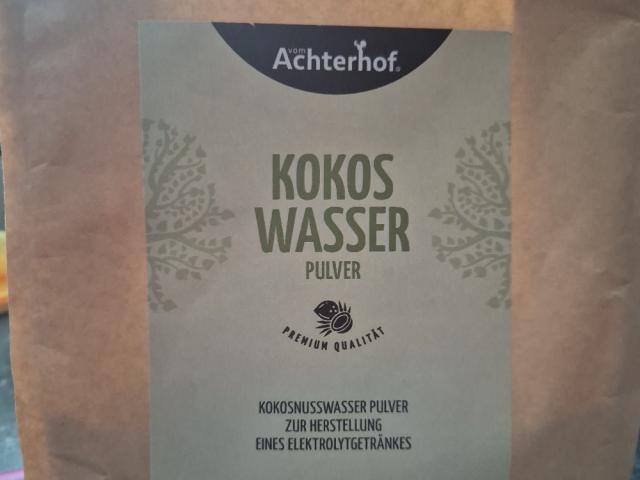 vom
Achterhof®
KOKOS
WASSER
PULVER
PREMIUM QUALITÄT
KOKOSNUSSWASSER PULVER
ZUR HERSTELLUNG
EINES ELEKTROLYTGETRÄNKES